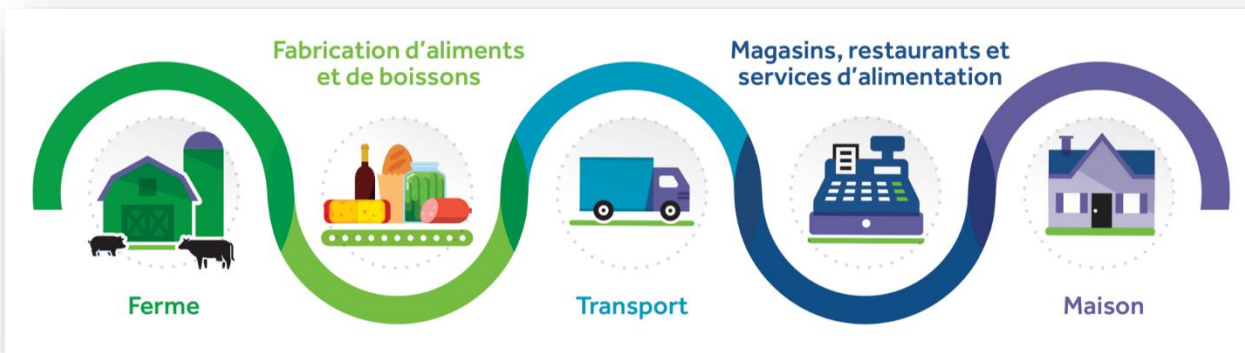 Fabrication d’aliments
et de boissons
Magasins, restaurants et
services d’alimentation
Ferme
Transport
Maison